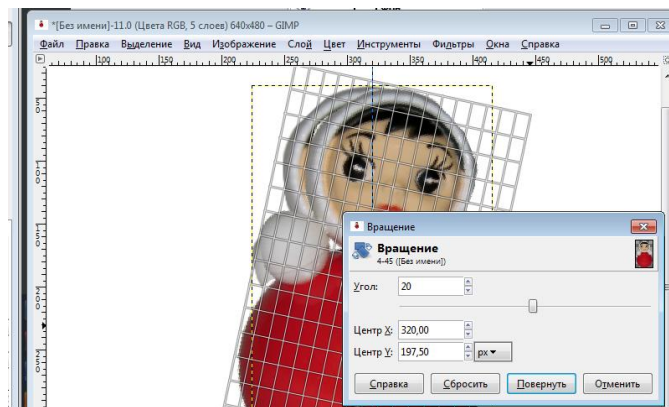 *[Без имени]-11.0 (Цвета RGB, 5 слоев) 640x480 – GIMP
Файл Правка Выделение Вид Изображение Слой Цвет Инструменты Фильтры Окна Справка
100 150 200 250 300 350 400 450 500
Вращение
Вращение
4-45 ([Без имени])
Угол: 20
Центр X: 320,00
Центр Y: 197,50 px
Справка Сбросить Повернуть Отменить